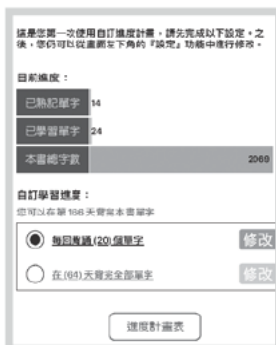 這是您第一次使用自訂進度計畫，請先完成以下設定。之
後，您仍可以從畫面左下角的『設定』功能中進行修改。
目前進度：
已熟記單字 14
已學習單字 24
本書總字數 2069
自訂學習進度：
您可以在第 166 天背完本書單字
每回複誦 (20) 個單字 修改
在 (64) 天背完全部單字 修改
進度計畫表